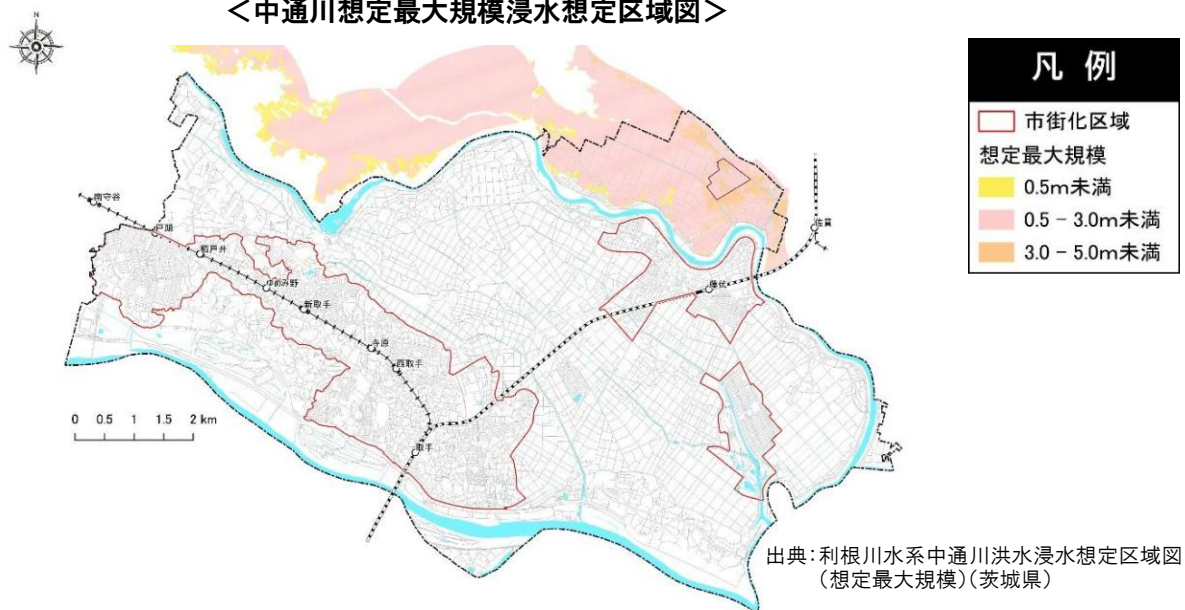 <中通川想定最大規模浸水想定区域図>
N
凡 例
市街化区域
想定最大規模
0.5m未満
0.5 - 3.0m未満
3.0 - 5.0m未満
南守谷
戸頭
稲戸井
ゆめみ野
新取手
寺原
西取手
取手
藤代
佐貫
0 0.5 1 1.5 2 km
出典:利根川水系中通川洪水浸水想定区域図
(想定最大規模)(茨城県)